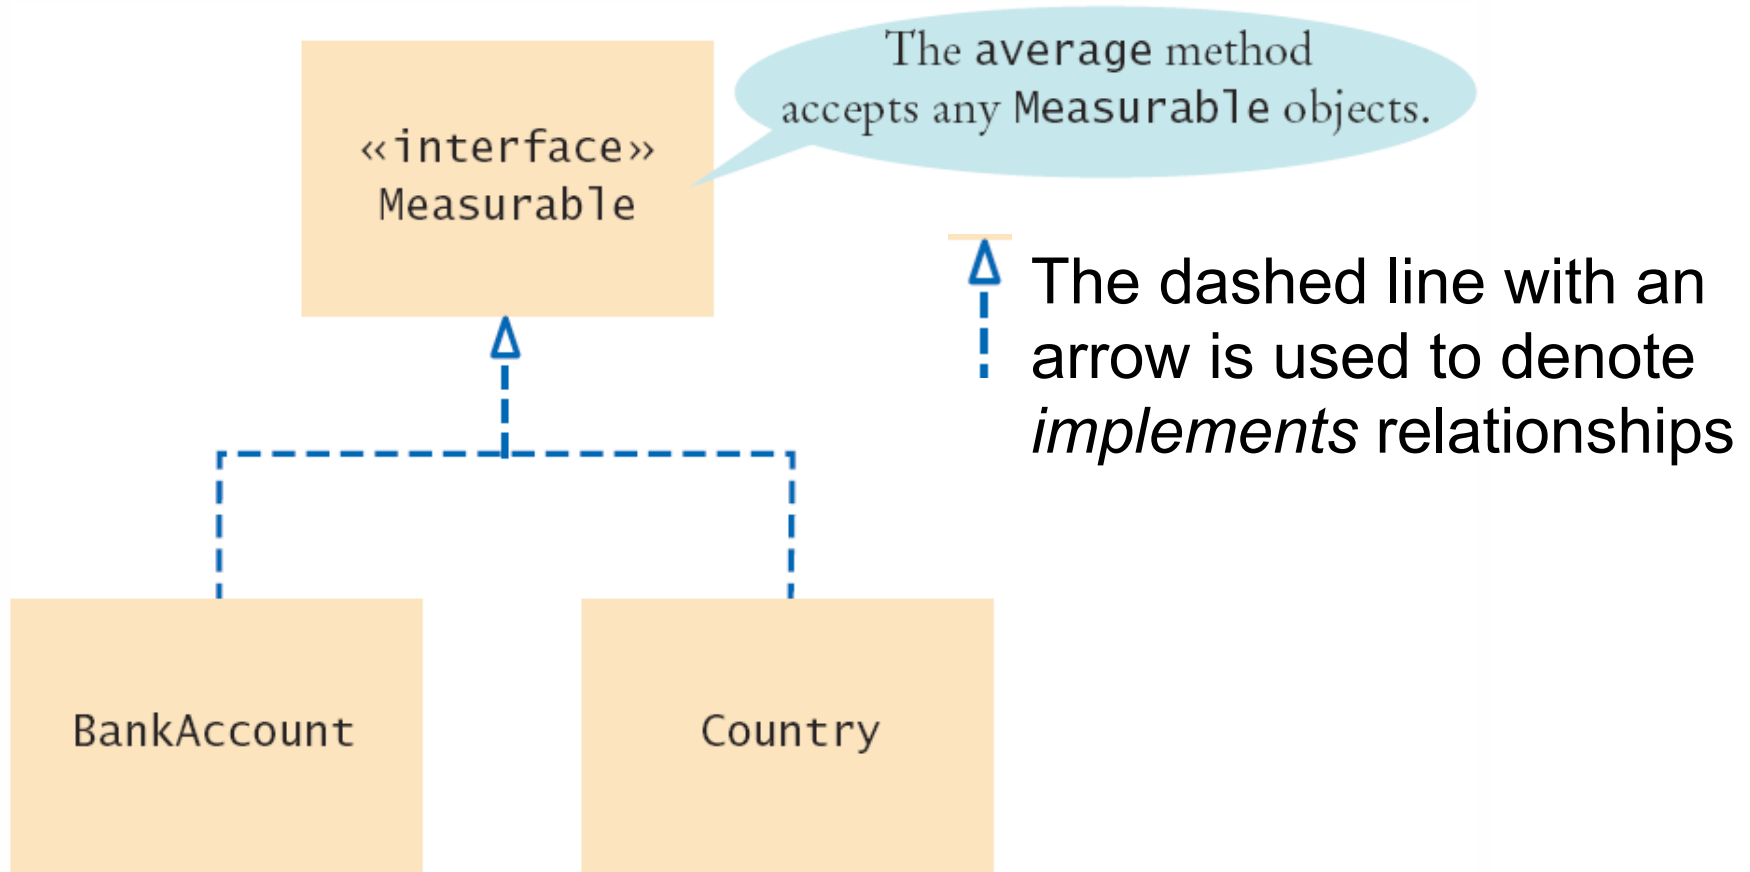 The average method
accepts any Measurable objects.
«interface»
Measurable
The dashed line with an
arrow is used to denote
implements relationships
BankAccount
Country